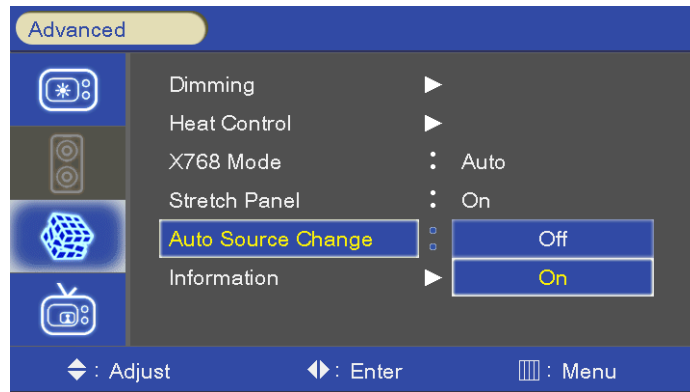 Advanced
Dimming
Heat Control
X768 Mode : Auto
Stretch Panel : On
Auto Source Change : Off
Information On
: Adjust : Enter : Menu